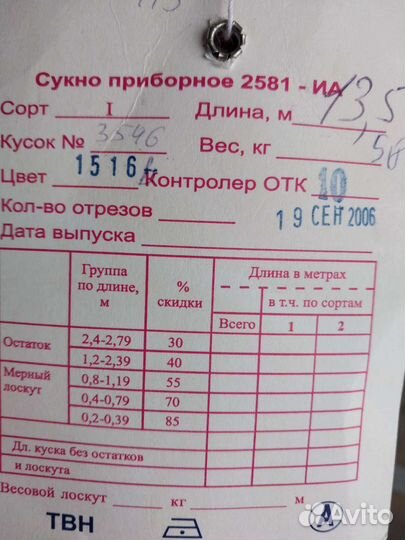 Сукно приборное 2581 - ИА
Сорт I Длина, м 13,5
Кусок № 3546 Вес, кг
Цвет 1516 Контролер ОТК 10
Кол-во отрезов 19 СЕН 2006
Дата выпуска
Группа по длине, м % скидки Длина в метрах
в т.ч. по сортам
Всего 1 2
Остаток 2,4-2,79 30
1,2-2,39 40
Мерный лоскут 0,8-1,19 55
0,4-0,79 70
0,2-0,39 85
Дл. куска без остатков
и лоскута
Весовой лоскут кг м
ТВН А
Avito